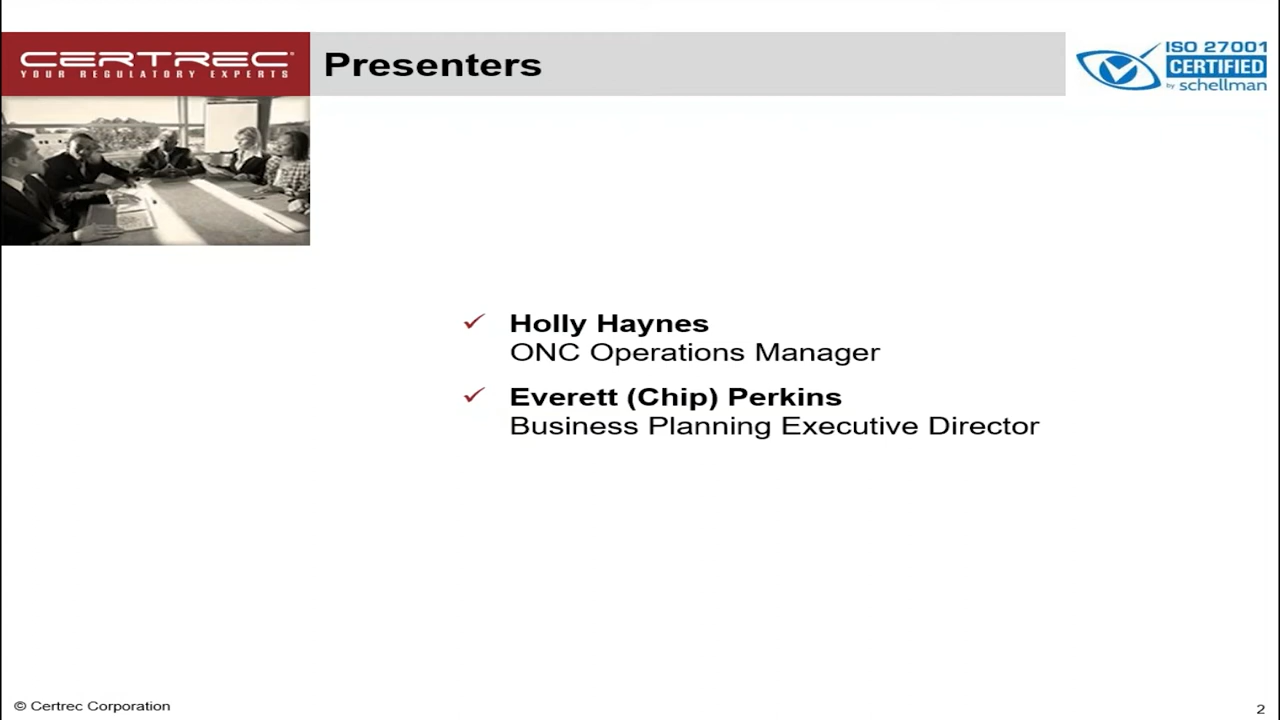 CERTREC
YOUR REGULATORY EXPERTS
Presenters
ISO 27001
CERTIFIED
by schellman
Holly Haynes
ONC Operations Manager
Everett (Chip) Perkins
Business Planning Executive Director
© Certrec Corporation
2